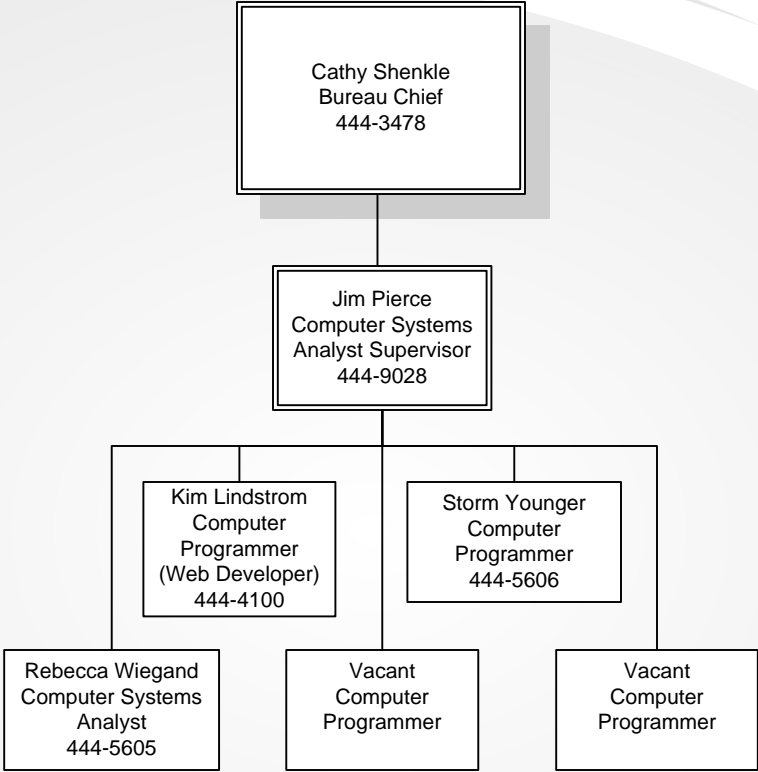 Cathy Shenkle
Bureau Chief
444-3478
Jim Pierce
Computer Systems
Analyst Supervisor
444-9028
Kim Lindstrom
Computer
Programmer
(Web Developer)
444-4100
Storm Younger
Computer
Programmer
444-5606
Rebecca Wiegand
Computer Systems
Analyst
444-5605
Vacant
Computer
Programmer
Vacant
Computer
Programmer